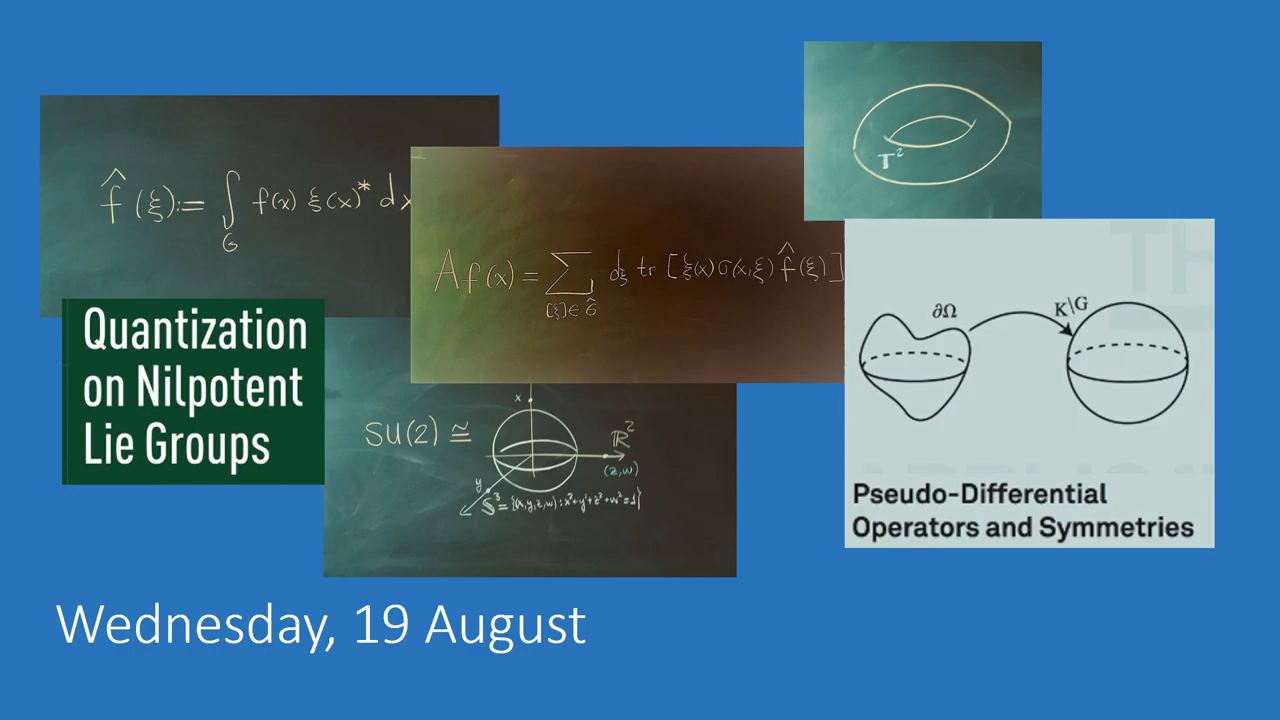 f̂(ξ):= ∫_G f(x) ξ(x)* dx
A f(x) = ∑_{[ξ]∈Ĝ} d_ξ tr [ξ(x)σ(x,ξ) f̂(ξ)]
T²
Quantization
on Nilpotent
Lie Groups
SU(2) ≅
x
ℝ²
(z,w)
y
S³ = {(x,y,z,w) : x²+y²+z²+w²=1}
∂Ω
K\G
Pseudo-Differential
Operators and Symmetries
Wednesday, 19 August